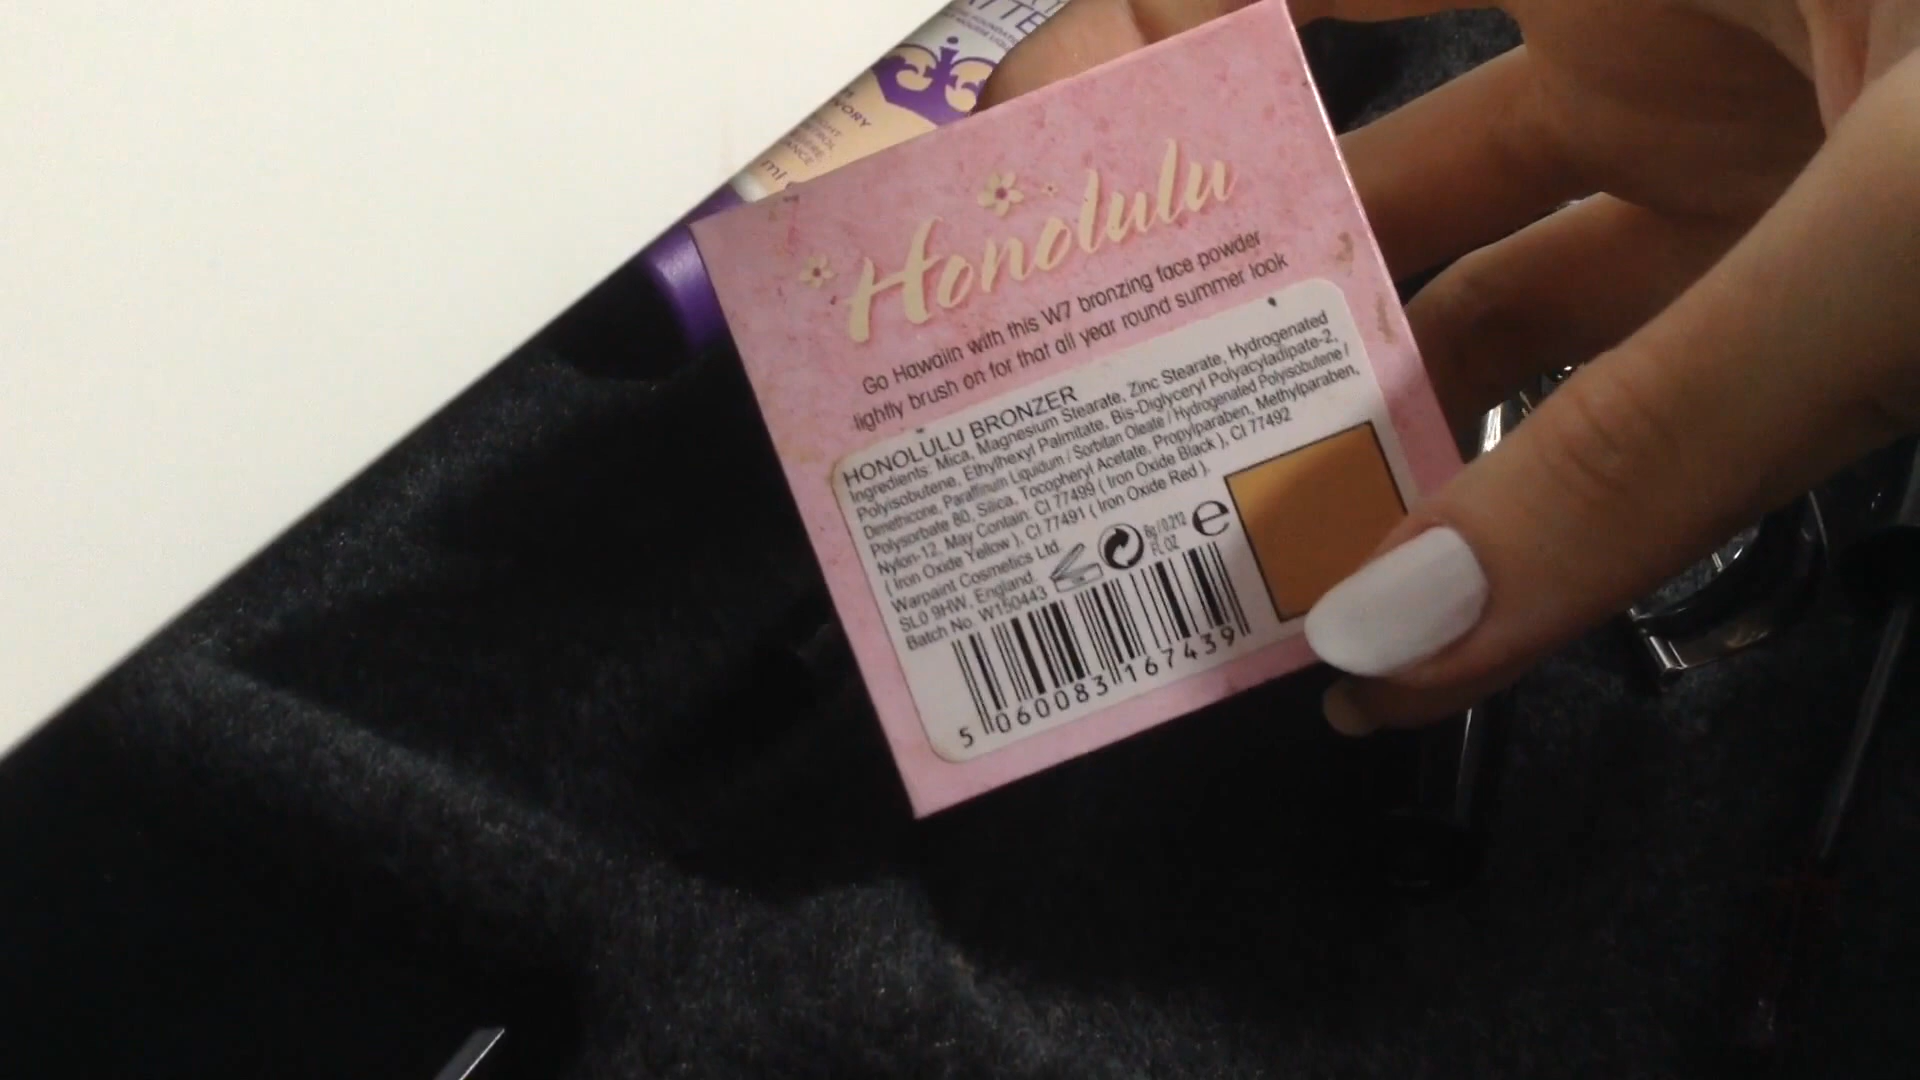 ATTE
IVORY
ml
Honolulu
Go Hawaiin with this W7 bronzing face powder
lightly brush on for that all year round summer look
HONOLULU BRONZER
Ingredients: Mica, Magnesium Stearate, Zinc Stearate, Hydrogenated
Polyisobutene, Ethylhexyl Palmitate, Bis-Diglyceryl Polyacyladipate-2,
Dimethicone, Paraffinum Liquidum / Sorbitan Oleate / Hydrogenated Polyisobutene /
Polysorbate 80, Silica, Tocopheryl Acetate, Propylparaben, Methylparaben,
Nylon-12, May Contain: CI 77499 ( Iron Oxide Black ), CI 77492
( Iron Oxide Yellow ), CI 77491 ( Iron Oxide Red ).
Warpaint Cosmetics Ltd.
SL0 9HW, England.
Batch No. W150443
6g / 0.212
FL OZ
e
5 060083 167439